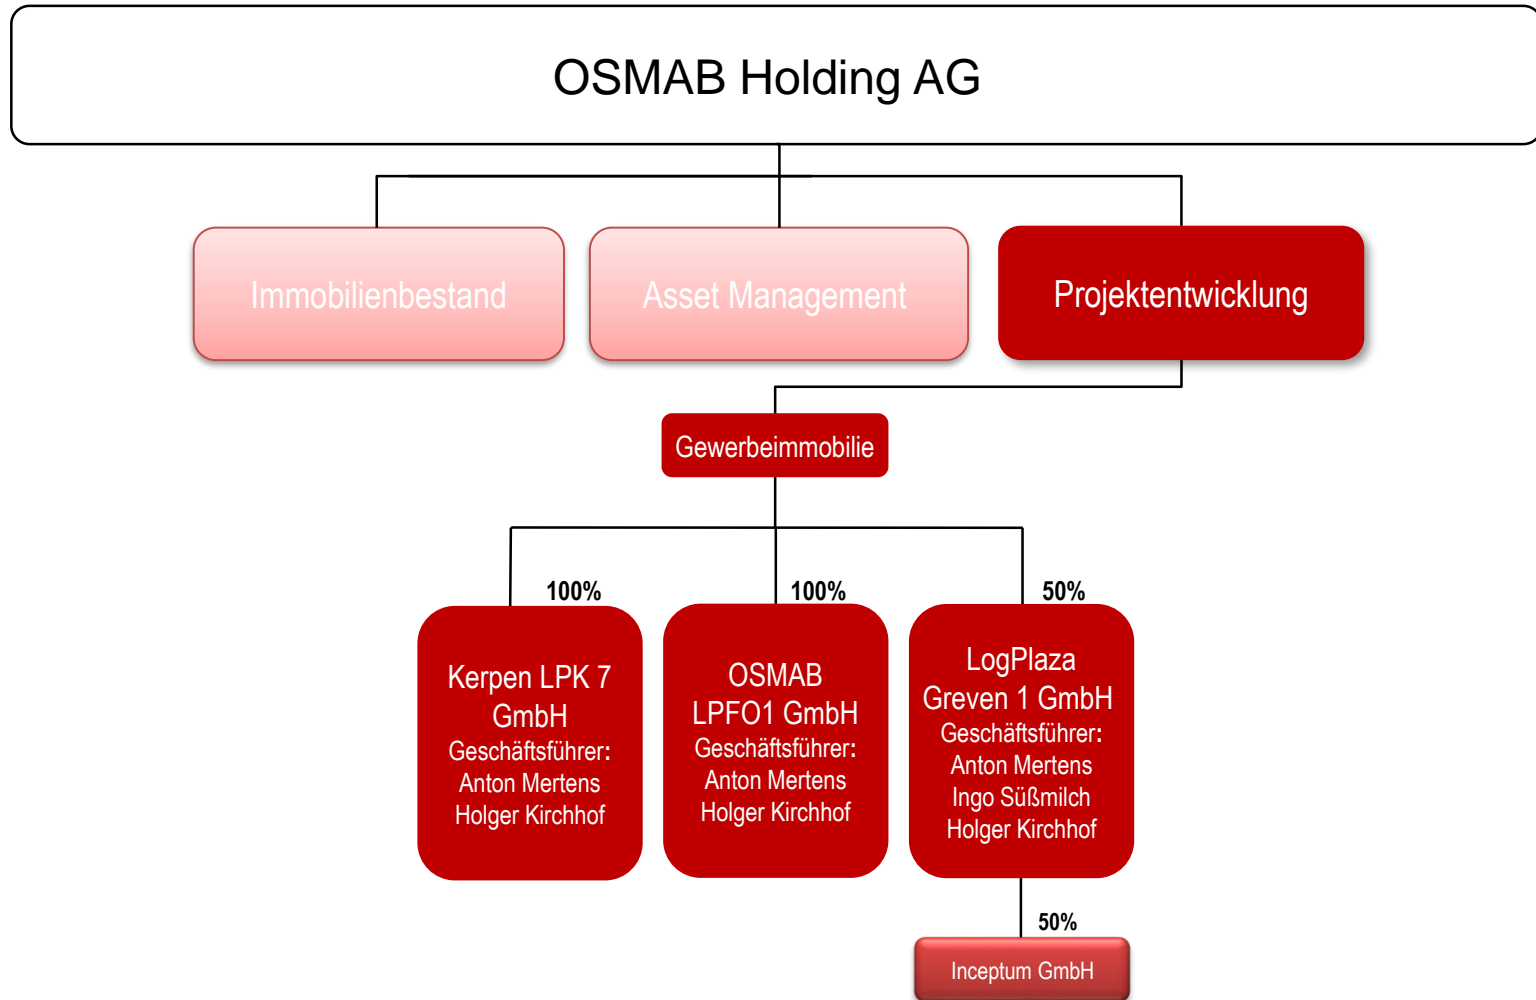 OSMAB Holding AG
Immobilienbestand
Asset Management
Projektentwicklung
Gewerbeimmobilie
100%
100%
50%
Kerpen LPK 7
GmbH
Geschäftsführer:
Anton Mertens
Holger Kirchhof
OSMAB
LPFO1 GmbH
Geschäftsführer:
Anton Mertens
Holger Kirchhof
LogPlaza
Greven 1 GmbH
Geschäftsführer:
Anton Mertens
Ingo Süßmilch
Holger Kirchhof
50%
Inceptum GmbH